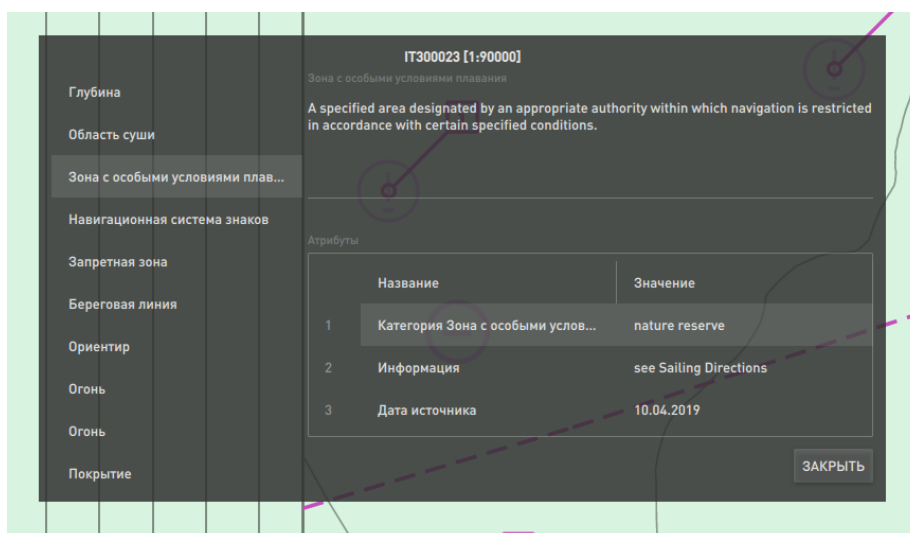 IT300023 [1:90000]
Зона с особыми условиями плавания
A specified area designated by an appropriate authority within which navigation is restricted
in accordance with certain specified conditions.
Глубина
Область суши
Зона с особыми условиями плав...
Навигационная система знаков
Запретная зона
Береговая линия
Ориентир
Огонь
Огонь
Покрытие
Атрибуты
Название Значение
1 Категория Зона с особыми услов... nature reserve
2 Информация see Sailing Directions
3 Дата источника 10.04.2019
ЗАКРЫТЬ